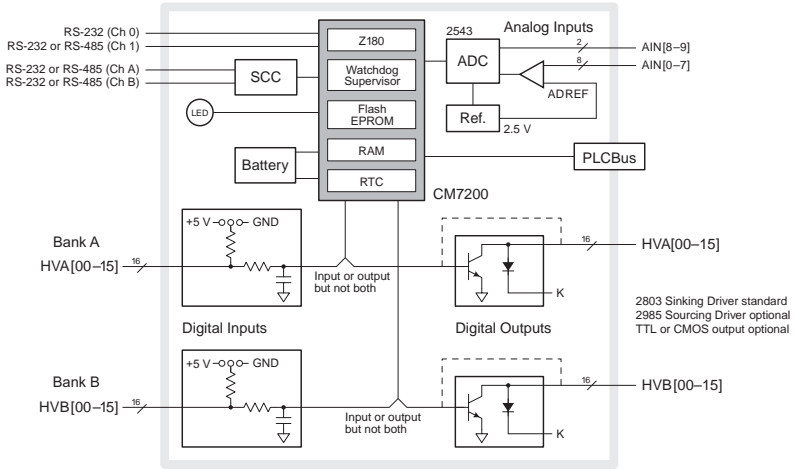 RS-232 (Ch 0)
RS-232 or RS-485 (Ch 1)
RS-232 or RS-485 (Ch A)
RS-232 or RS-485 (Ch B)
SCC
LED
Battery
Z180
Watchdog
Supervisor
Flash
EPROM
RAM
RTC
CM7200
2543
Analog Inputs
ADC
2
AIN[8–9]
8
AIN[0–7]
ADREF
Ref.
2.5 V
PLCBus
+5 V
GND
Bank A
HVA[00–15]
16
Input or output
but not both
K
16
HVA[00–15]
Digital Inputs
Digital Outputs
2803 Sinking Driver standard
2985 Sourcing Driver optional
TTL or CMOS output optional
+5 V
GND
Bank B
HVB[00–15]
16
Input or output
but not both
K
16
HVB[00–15]